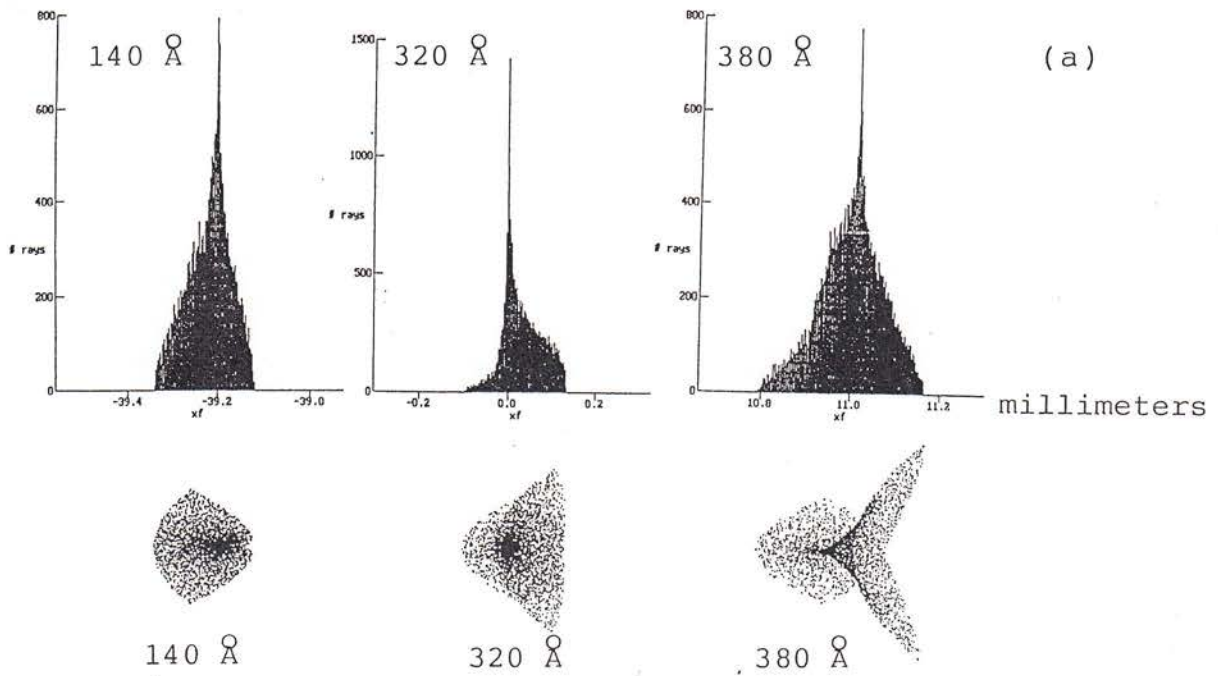 140 Å
800
600
400
# rays
200
0
-39.4
-39.2
-39.0
xf
320 Å
1500
1000
# rays
500
0
-0.2
0.0
0.2
xf
380 Å
800
600
400
# rays
200
0
10.8
11.0
11.2
xf
(a)
millimeters
140 Å
320 Å
380 Å